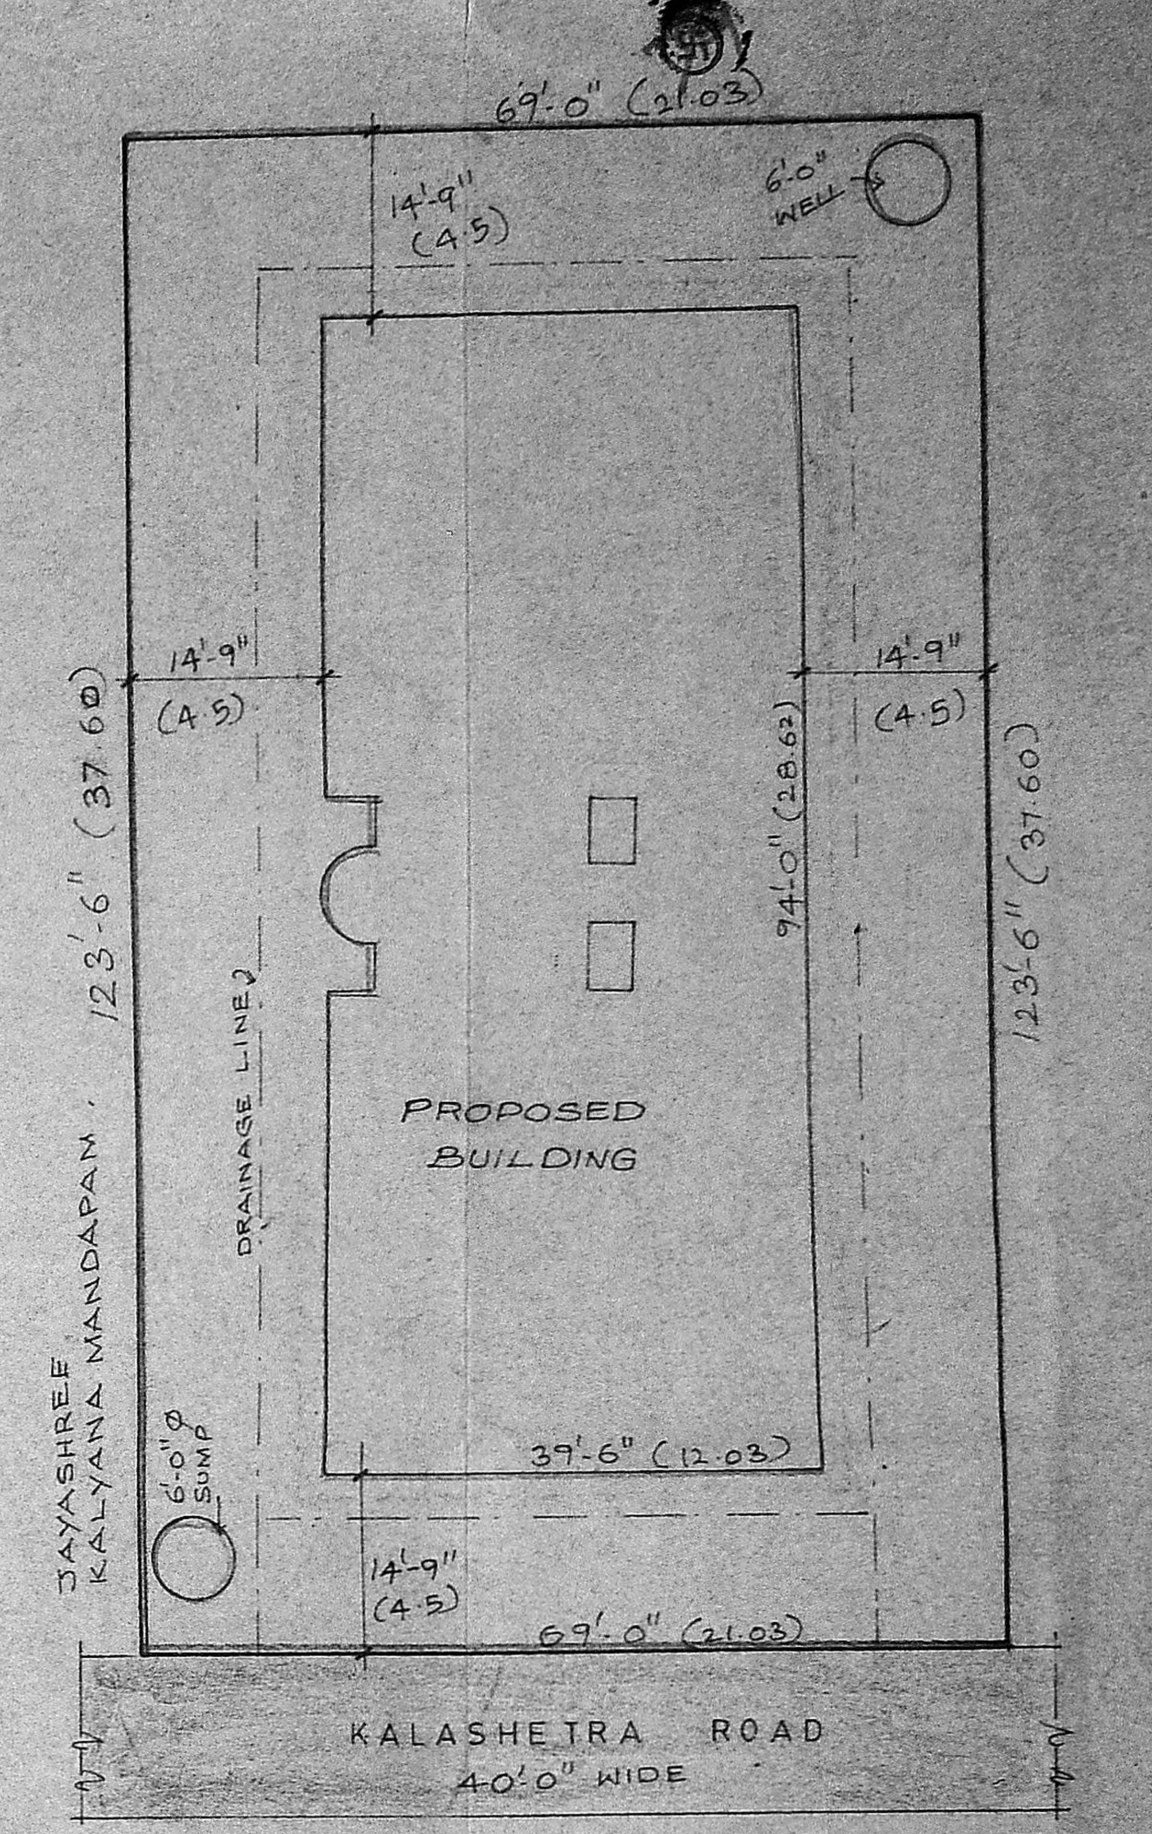 69'-0" (21.03)
14'-9"
(4.5)
6'-0"
WELL
14'-9"
(4.5)
14'-9"
(4.5)
123'-6" (37.60)
94'-0" (28.62)
123'-6" (37.60)
DRAINAGE LINE
PROPOSED
BUILDING
JAYASHREE
KALYANA MANDAPAM.
6'-0" Ø
SUMP
39'-6" (12.03)
14'-9"
(4.5)
69'-0" (21.03)
KALASHETRA ROAD
40'-0" WIDE